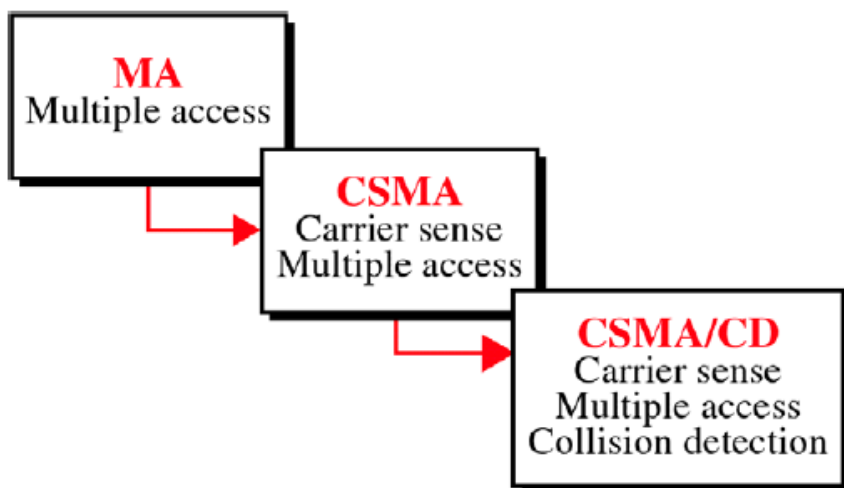 MA
Multiple access
CSMA
Carrier sense
Multiple access
CSMA/CD
Carrier sense
Multiple access
Collision detection